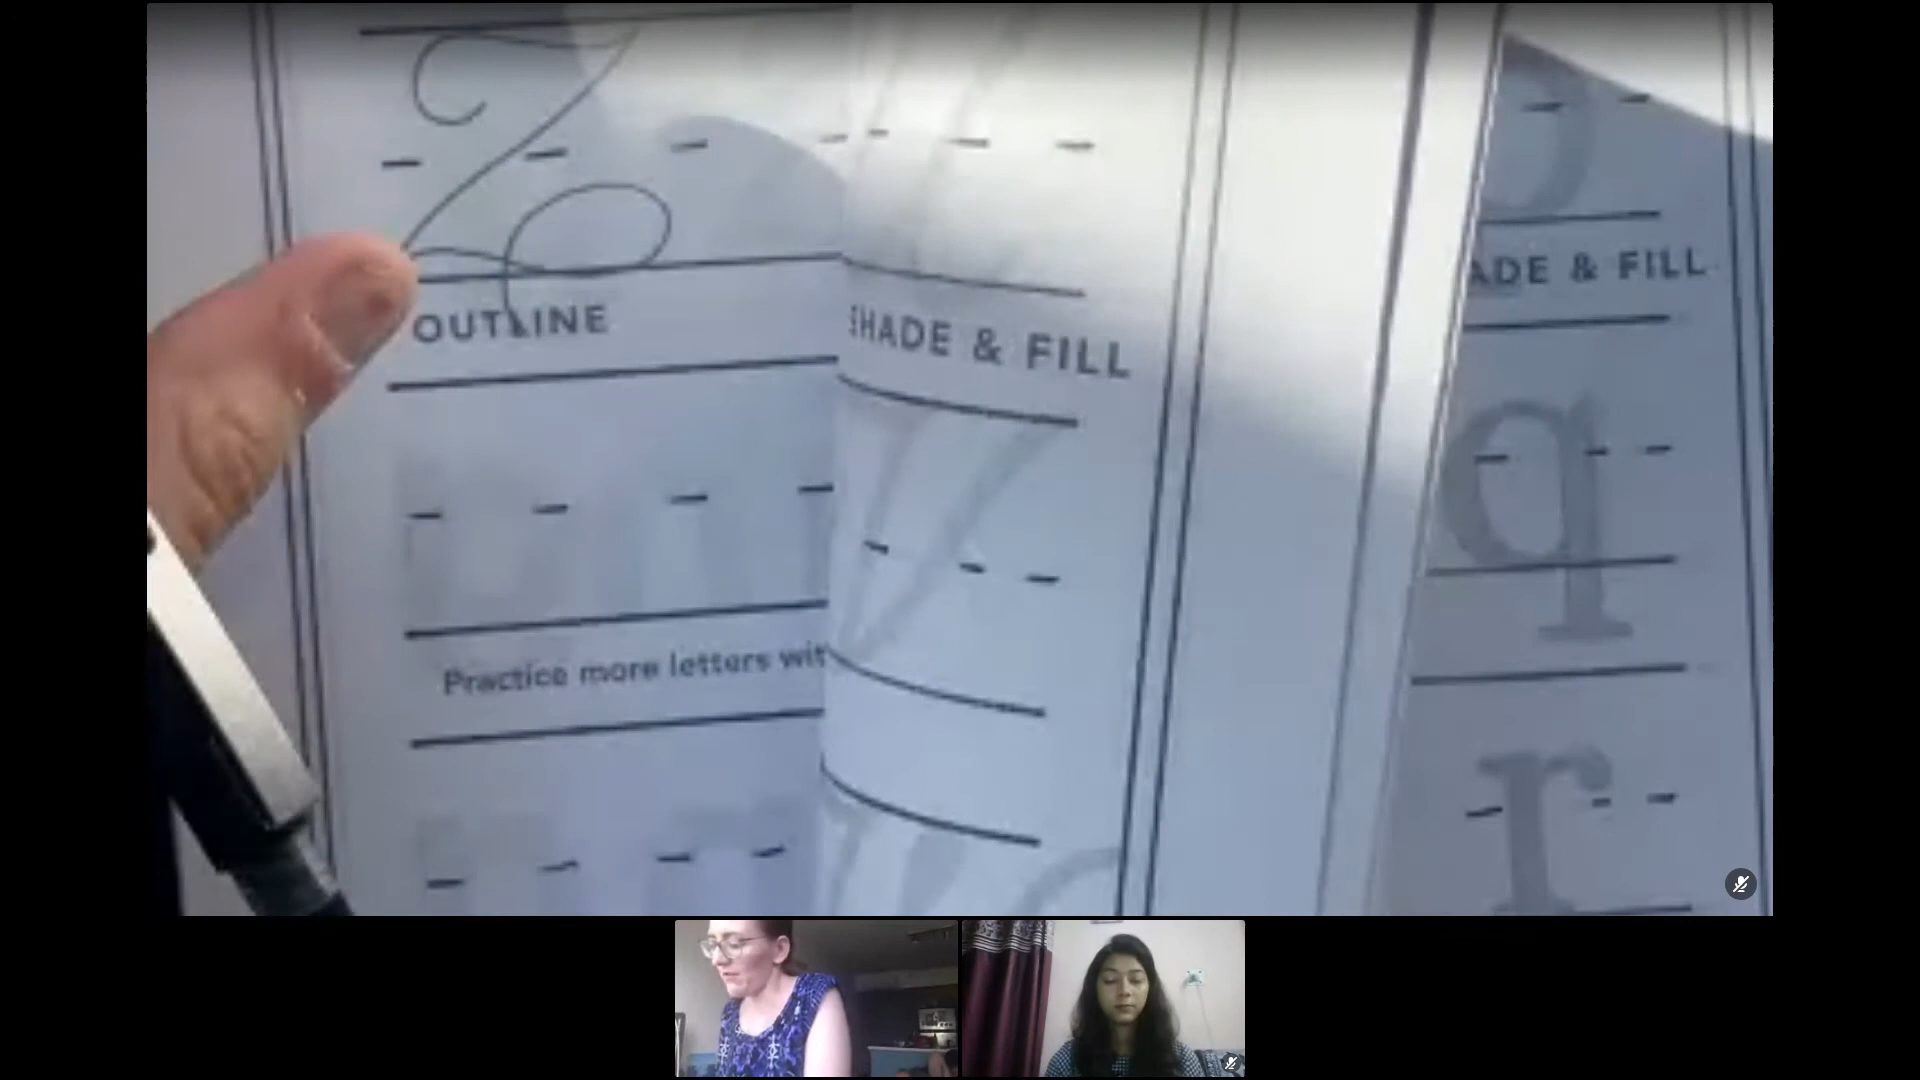 Z
OUTLINE
Practice more letters wit
SHADE & FILL
ADE & FILL
q
r